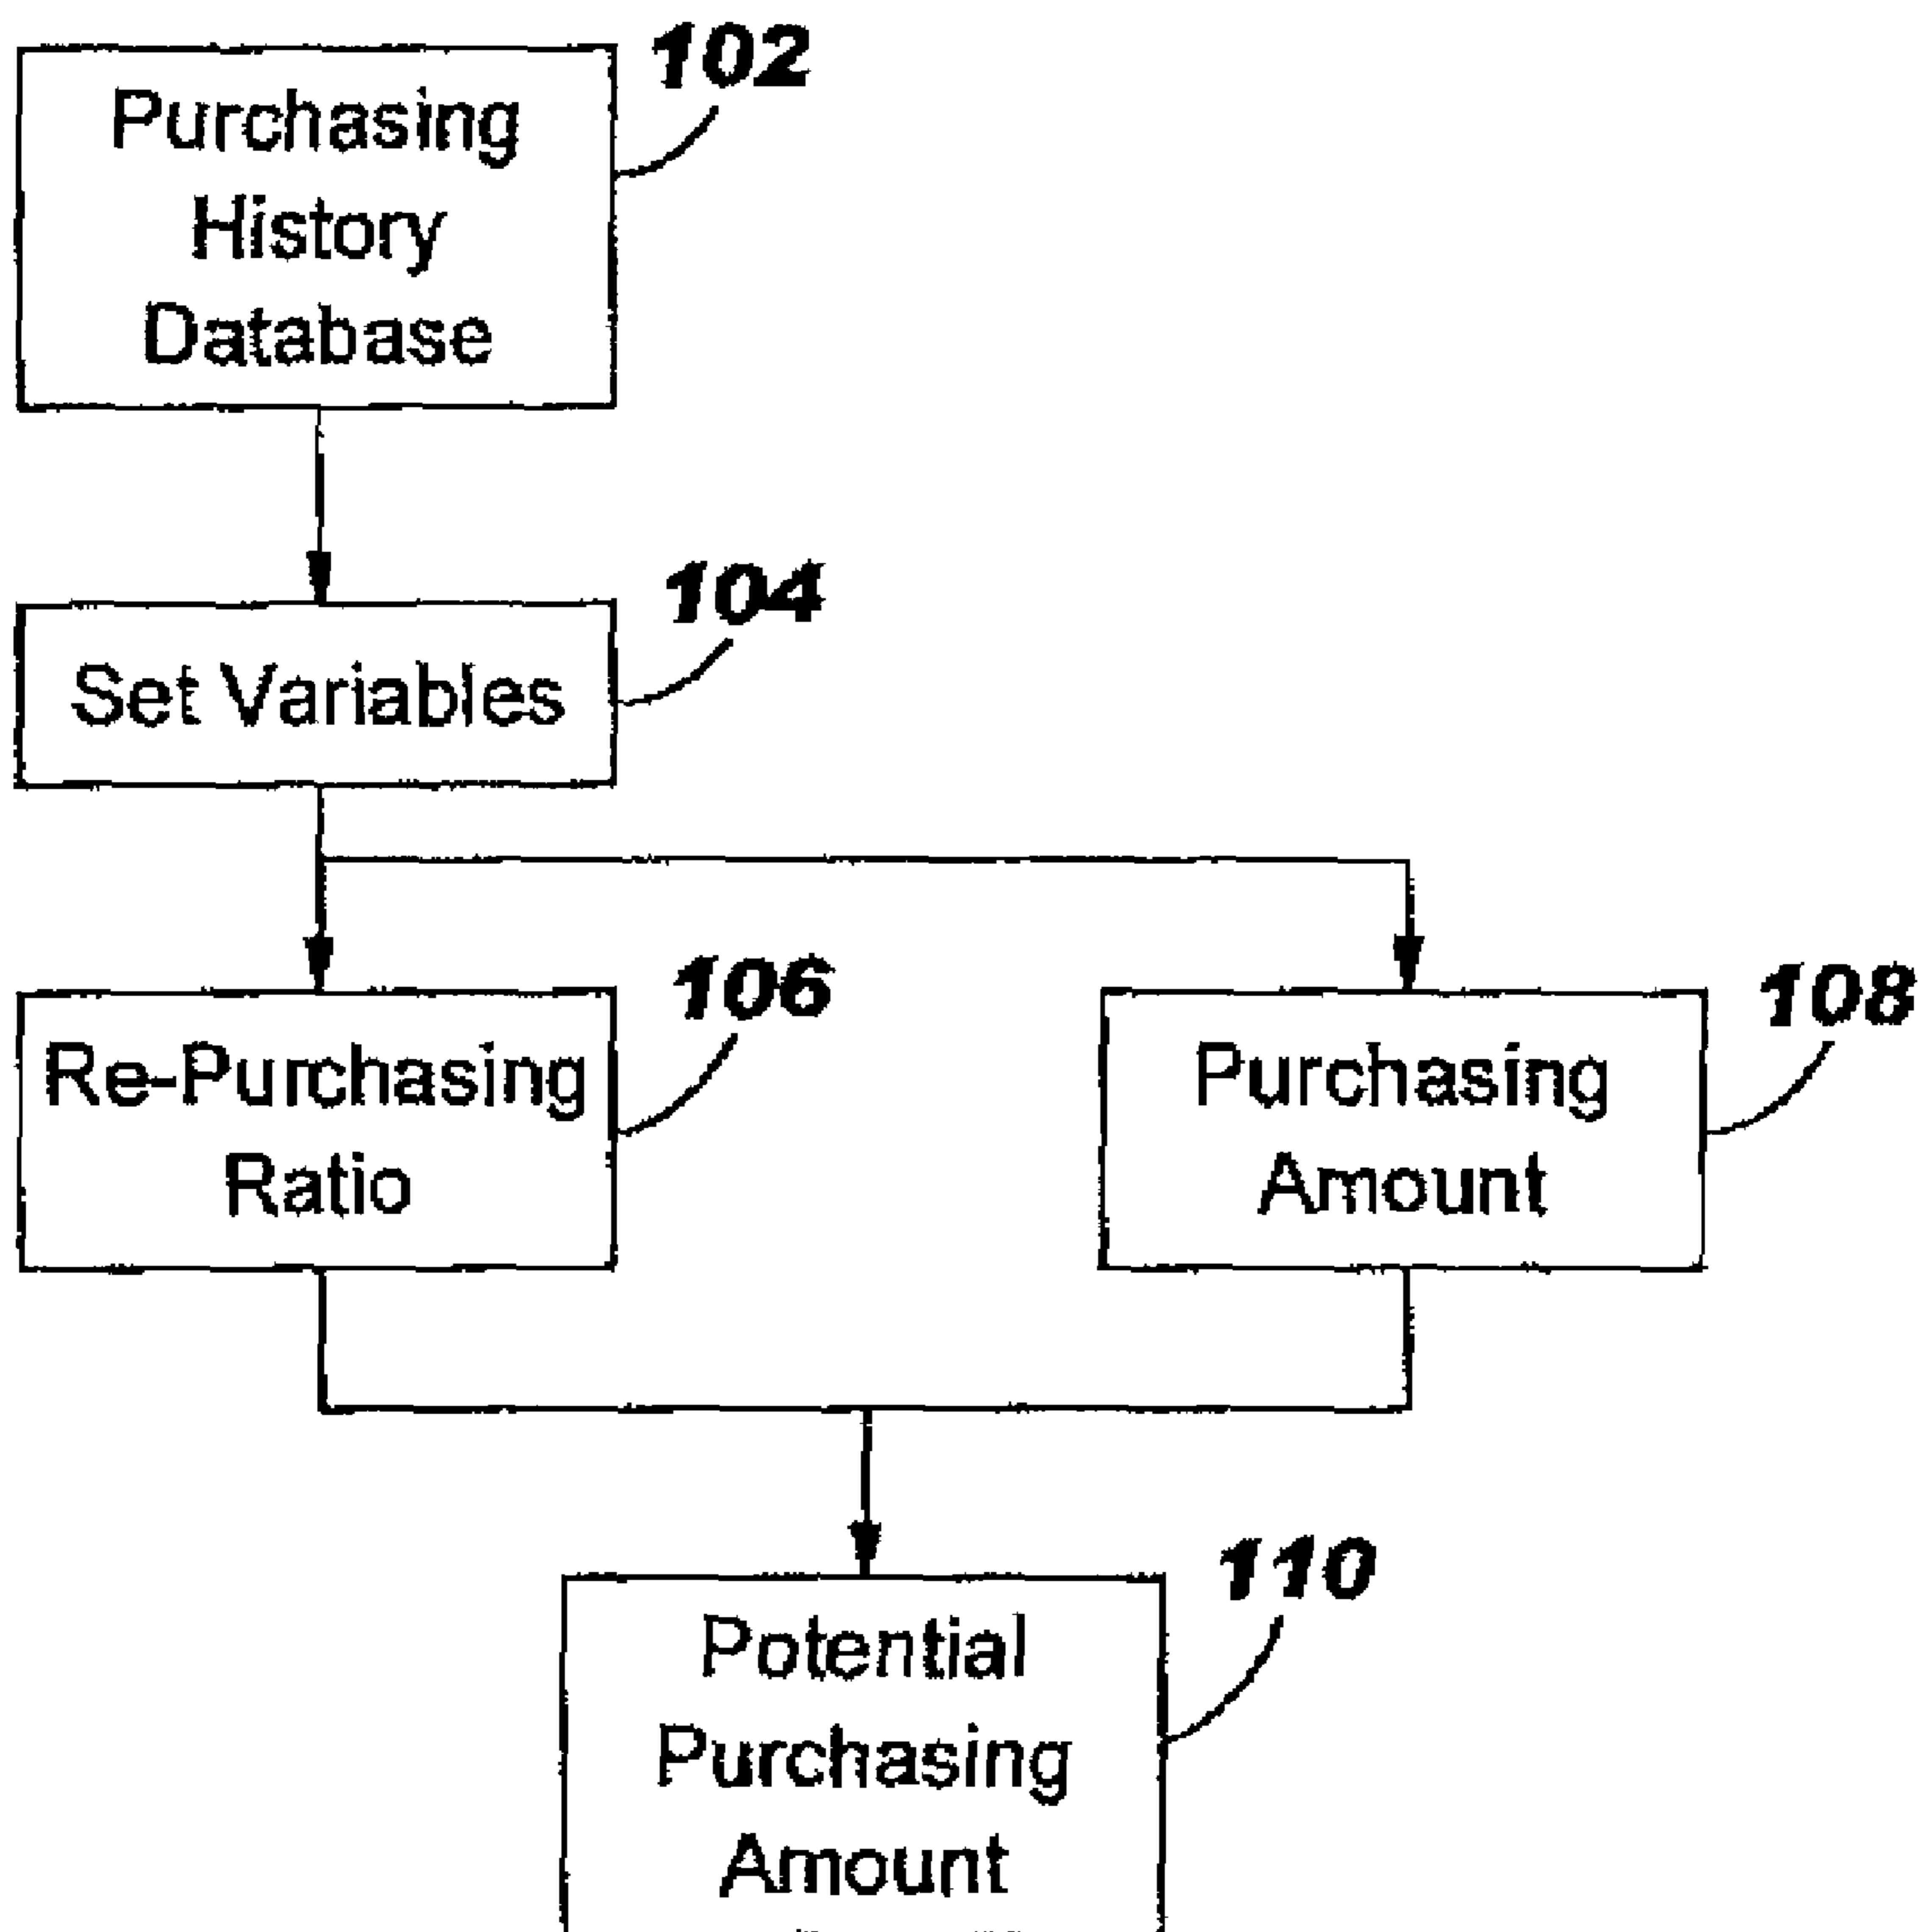 102
Purchasing
History
Database
104
Set Variables
106
Re-Purchasing
Ratio
108
Purchasing
Amount
110
Potential
Purchasing
Amount